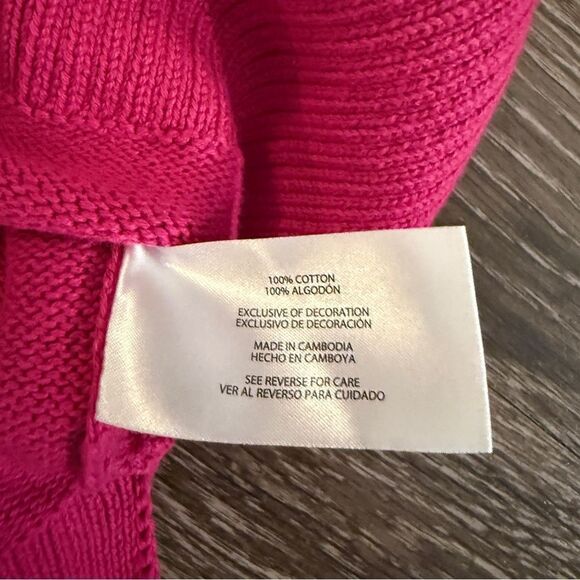 100% COTTON
100% ALGODÓN
EXCLUSIVE OF DECORATION
EXCLUSIVO DE DECORACIÓN
MADE IN CAMBODIA
HECHO EN CAMBOYA
SEE REVERSE FOR CARE
VER AL REVERSO PARA CUIDADO